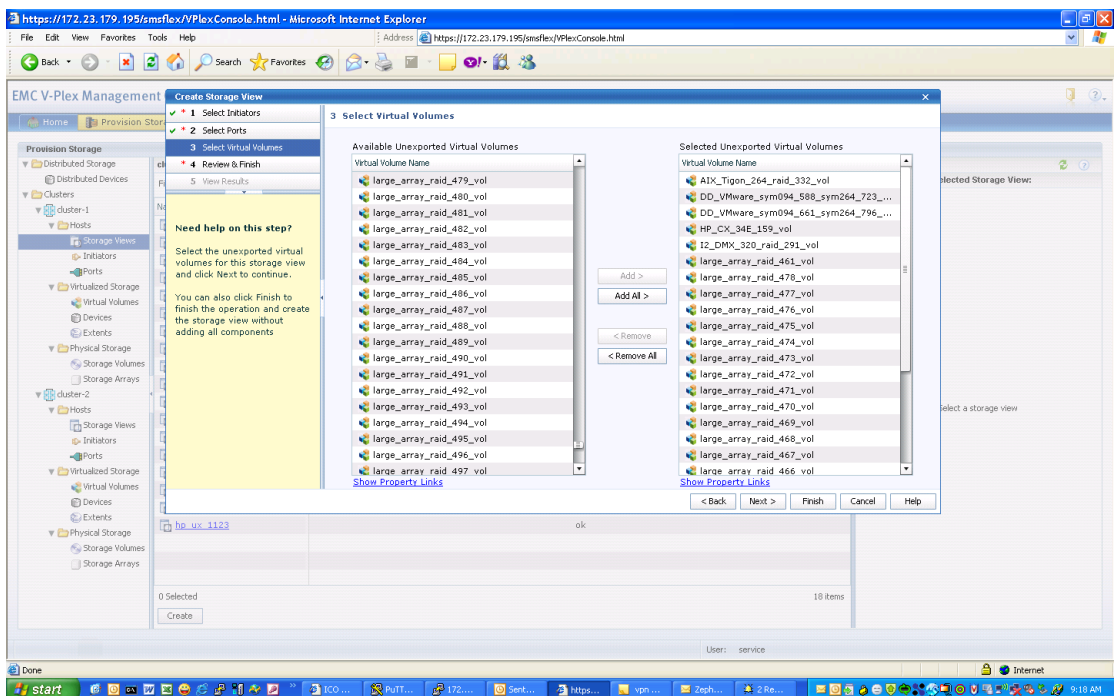 https://172.23.179.195/smsflex/VPlexConsole.html - Microsoft Internet Explorer
File Edit View Favorites Tools Help
Address https://172.23.179.195/smsflex/VPlexConsole.html
Back Search Favorites
EMC V-Plex Management
Home Provision Stor
Provision Storage
Distributed Storage
Distributed Devices
Clusters
cluster-1
Hosts
Storage Views
Initiators
Ports
Virtualized Storage
Virtual Volumes
Devices
Extents
Physical Storage
Storage Volumes
Storage Arrays
cluster-2
Hosts
Storage Views
Initiators
Ports
Virtualized Storage
Virtual Volumes
Devices
Extents
Physical Storage
Storage Volumes
Storage Arrays
Create Storage View
* 1 Select Initiators
* 2 Select Ports
3 Select Virtual Volumes
* 4 Review & Finish
5 View Results
Need help on this step?
Select the unexported virtual
volumes for this storage view
and click Next to continue.
You can also click Finish to
finish the operation and create
the storage view without
adding all components
3 Select Virtual Volumes
Available Unexported Virtual Volumes
Virtual Volume Name
large_array_raid_479_vol
large_array_raid_480_vol
large_array_raid_481_vol
large_array_raid_482_vol
large_array_raid_483_vol
large_array_raid_484_vol
large_array_raid_485_vol
large_array_raid_486_vol
large_array_raid_487_vol
large_array_raid_488_vol
large_array_raid_489_vol
large_array_raid_490_vol
large_array_raid_491_vol
large_array_raid_492_vol
large_array_raid_493_vol
large_array_raid_494_vol
large_array_raid_495_vol
large_array_raid_496_vol
large_array_raid_497_vol
Show Property Links
Add >
Add All >
< Remove
< Remove All
Selected Unexported Virtual Volumes
Virtual Volume Name
AIX_Tigon_264_raid_332_vol
DD_VMware_sym094_588_sym264_723_...
DD_VMware_sym094_661_sym264_796_...
HP_CX_34E_159_vol
I2_DMX_320_raid_291_vol
large_array_raid_461_vol
large_array_raid_478_vol
large_array_raid_477_vol
large_array_raid_476_vol
large_array_raid_475_vol
large_array_raid_474_vol
large_array_raid_473_vol
large_array_raid_472_vol
large_array_raid_471_vol
large_array_raid_470_vol
large_array_raid_469_vol
large_array_raid_468_vol
large_array_raid_467_vol
large_array_raid_466_vol
Show Property Links
< Back Next > Finish Cancel Help
elected Storage View:
elect a storage view
hp_ux_1123 ok
0 Selected 18 items
Create
User: service
Done Internet
start ICO ... PuTT... 172.... Sent... https... vpn ... Zeph... 2 Re... 9:18 AM